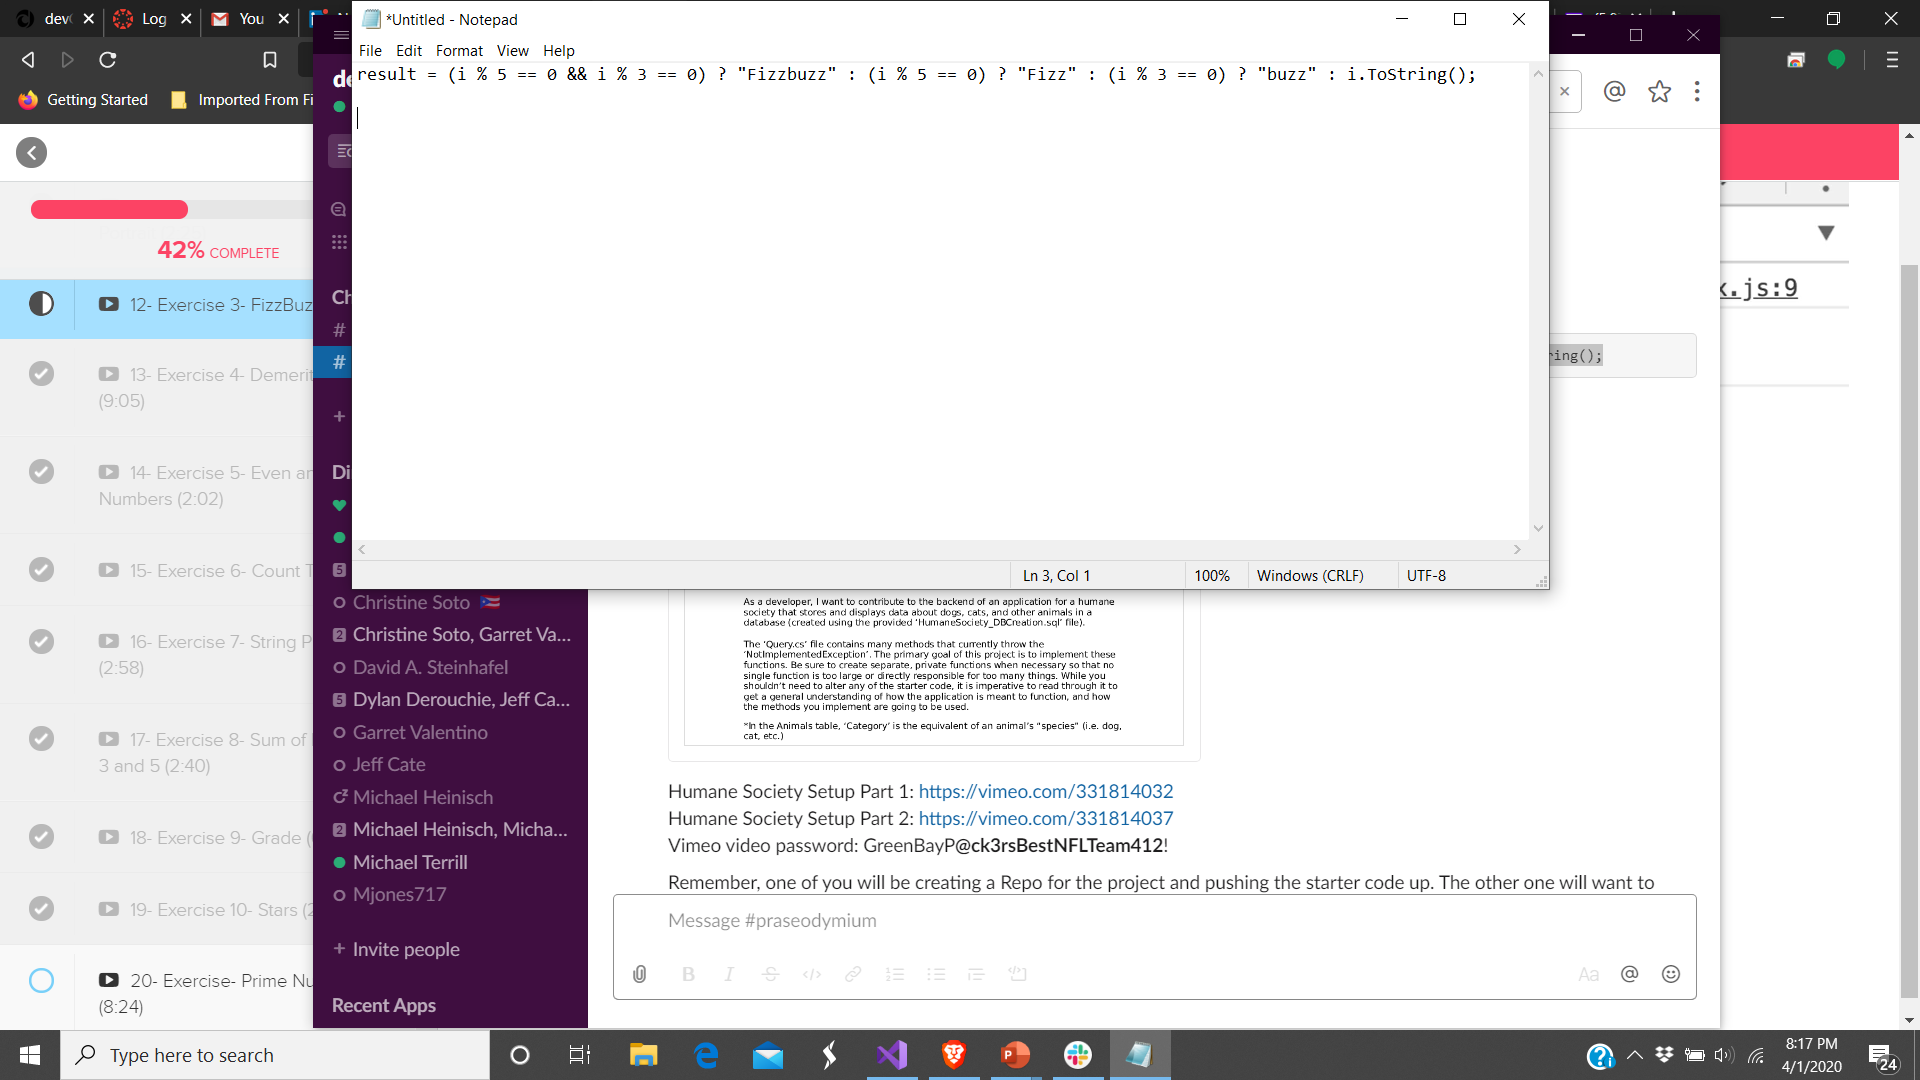 dev
Log
You
*Untitled - Notepad
File Edit Format View Help
result = (i % 5 == 0 && i % 3 == 0) ? "Fizzbuzz" : (i % 5 == 0) ? "Fizz" : (i % 3 == 0) ? "buzz" : i.ToString();
Ln 3, Col 1
100%
Windows (CRLF)
UTF-8
Getting Started
Imported From Fi
42% COMPLETE
12- Exercise 3- FizzBuz
13- Exercise 4- Demerit
(9:05)
14- Exercise 5- Even an
Numbers (2:02)
15- Exercise 6- Count T
16- Exercise 7- String P
(2:58)
17- Exercise 8- Sum of
3 and 5 (2:40)
18- Exercise 9- Grade (
19- Exercise 10- Stars (2
20- Exercise- Prime Nu
(8:24)
de
Ch
#
#
+
Di
5
Christine Soto
2 Christine Soto, Garret Va...
David A. Steinhafel
5 Dylan Derouchie, Jeff Ca...
Garret Valentino
Jeff Cate
Michael Heinisch
2 Michael Heinisch, Micha...
Michael Terrill
Mjones717
+ Invite people
Recent Apps
x.js:9
ring();
As a developer, I want to contribute to the backend of an application for a humane
society that stores and displays data about dogs, cats, and other animals in a
database (created using the provided 'HumaneSociety_DBCreation.sql' file).
The 'Query.cs' file contains many methods that currently throw the
'NotImplementedException'. The primary goal of this project is to implement these
functions. Be sure to create separate, private functions when necessary so that no
single function is too large or directly responsible for too many things. While you
shouldn't need to alter any of the starter code, it is imperative to read through it to
get a general understanding of how the application is meant to function, and how
the methods you implement are going to be used.
*In the Animals table, 'Category' is the equivalent of an animal's "species" (i.e. dog,
cat, etc.)
Humane Society Setup Part 1: https://vimeo.com/331814032
Humane Society Setup Part 2: https://vimeo.com/331814037
Vimeo video password: GreenBayP@ck3rsBestNFLTeam412!
Remember, one of you will be creating a Repo for the project and pushing the starter code up. The other one will want to
Message #praseodymium
B I S </> Aa @
Type here to search
8:17 PM
4/1/2020
24